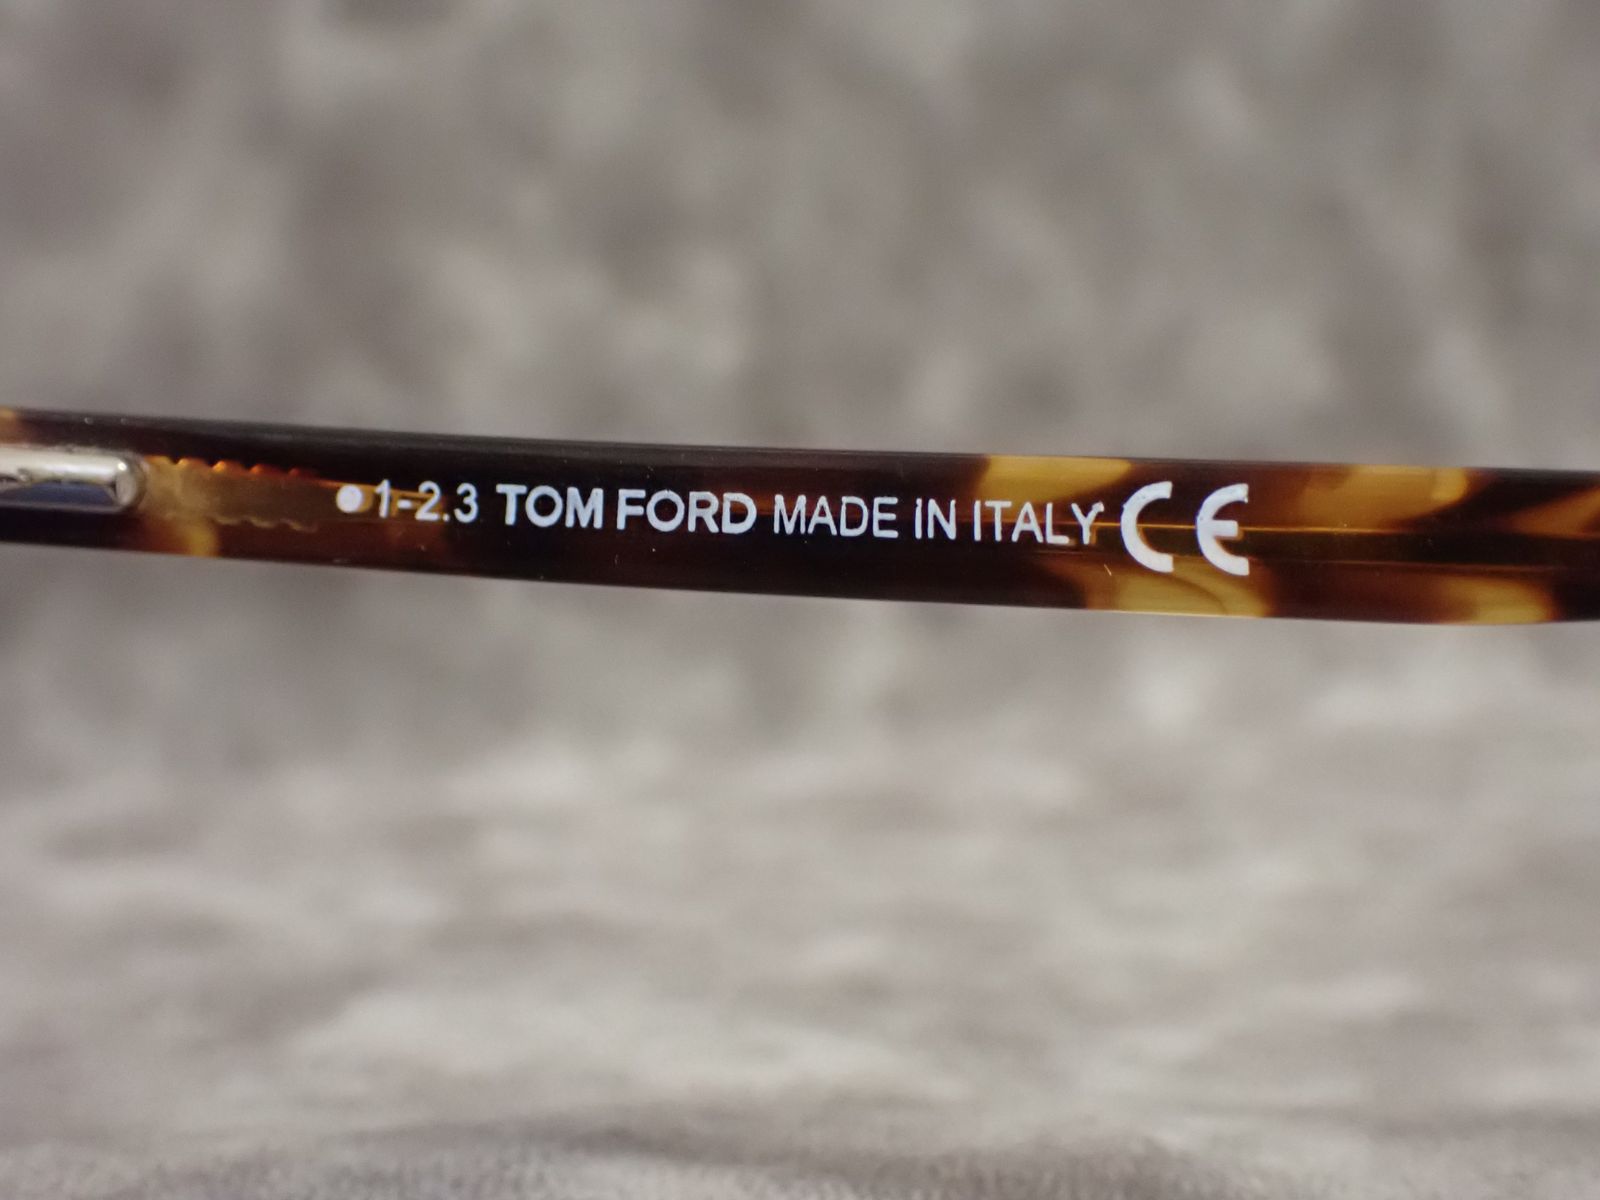 ●1-2.3 TOM FORD MADE IN ITALY CE